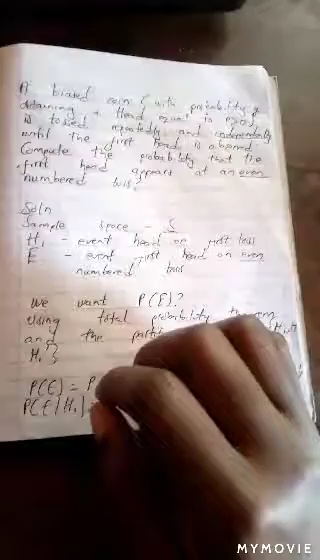 A biased coin { with probability of
obtaining a Head equal is p>0}
is tossed repeatedly and independently
until the first head is observed
Compute the probability that the
first head appears at an even
numbered toss?
Soln
Sample space - S
H₁ - event head on first toss
E - event first head on even
numbered toss
We want P(E)?
Using total probability theorem
and the
H₁}
P(E) = P
P(E|H₁)
MYMOVIE